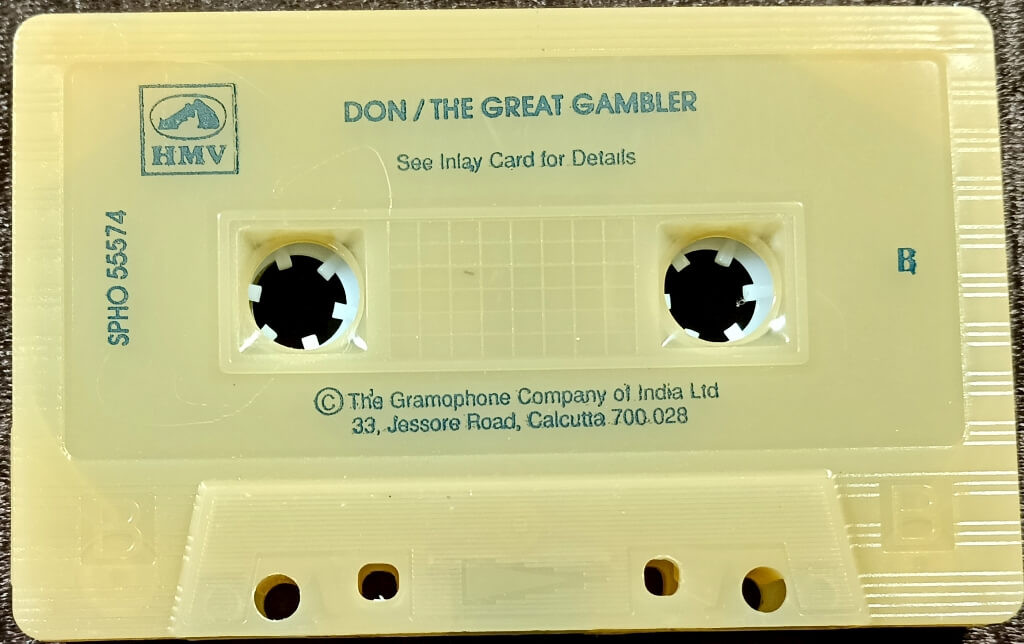 DON / THE GREAT GAMBLER
See Inlay Card for Details
HMV
SPHO 55574
B
© The Gramophone Company of India Ltd
33, Jessore Road, Calcutta 700 028
B
B